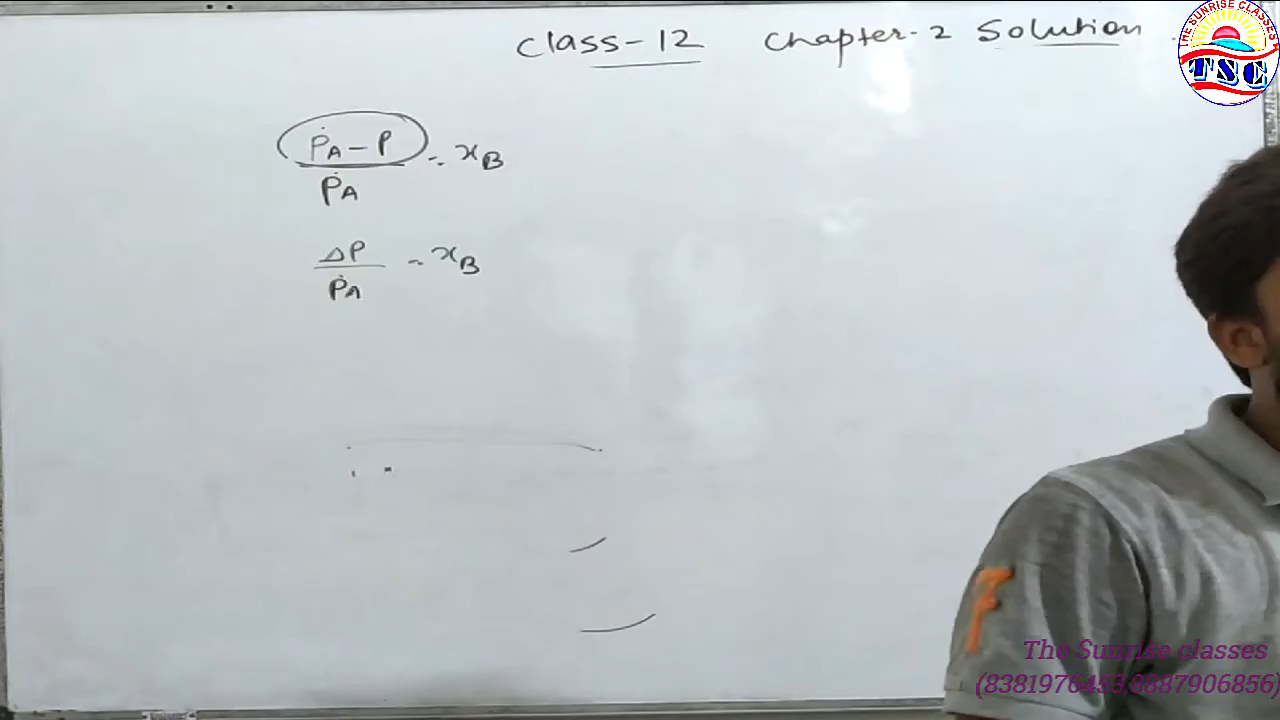 Class-12 Chapter-2 Solution
THE SUNRISE CLASSES
TSC
P°A - P / P°A = xB
ΔP / P°A = xB
The Sunrise classes
(8381976453,8887906856)